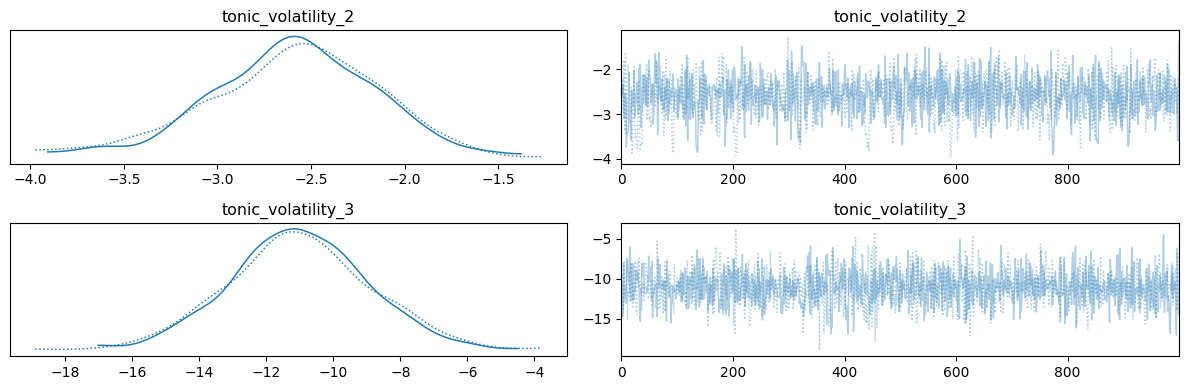 tonic_volatility_2
−4.0 −3.5 −3.0 −2.5 −2.0 −1.5
tonic_volatility_2
−2
−3
−4
0 200 400 600 800
tonic_volatility_3
−18 −16 −14 −12 −10 −8 −6 −4
tonic_volatility_3
−5
−10
−15
0 200 400 600 800